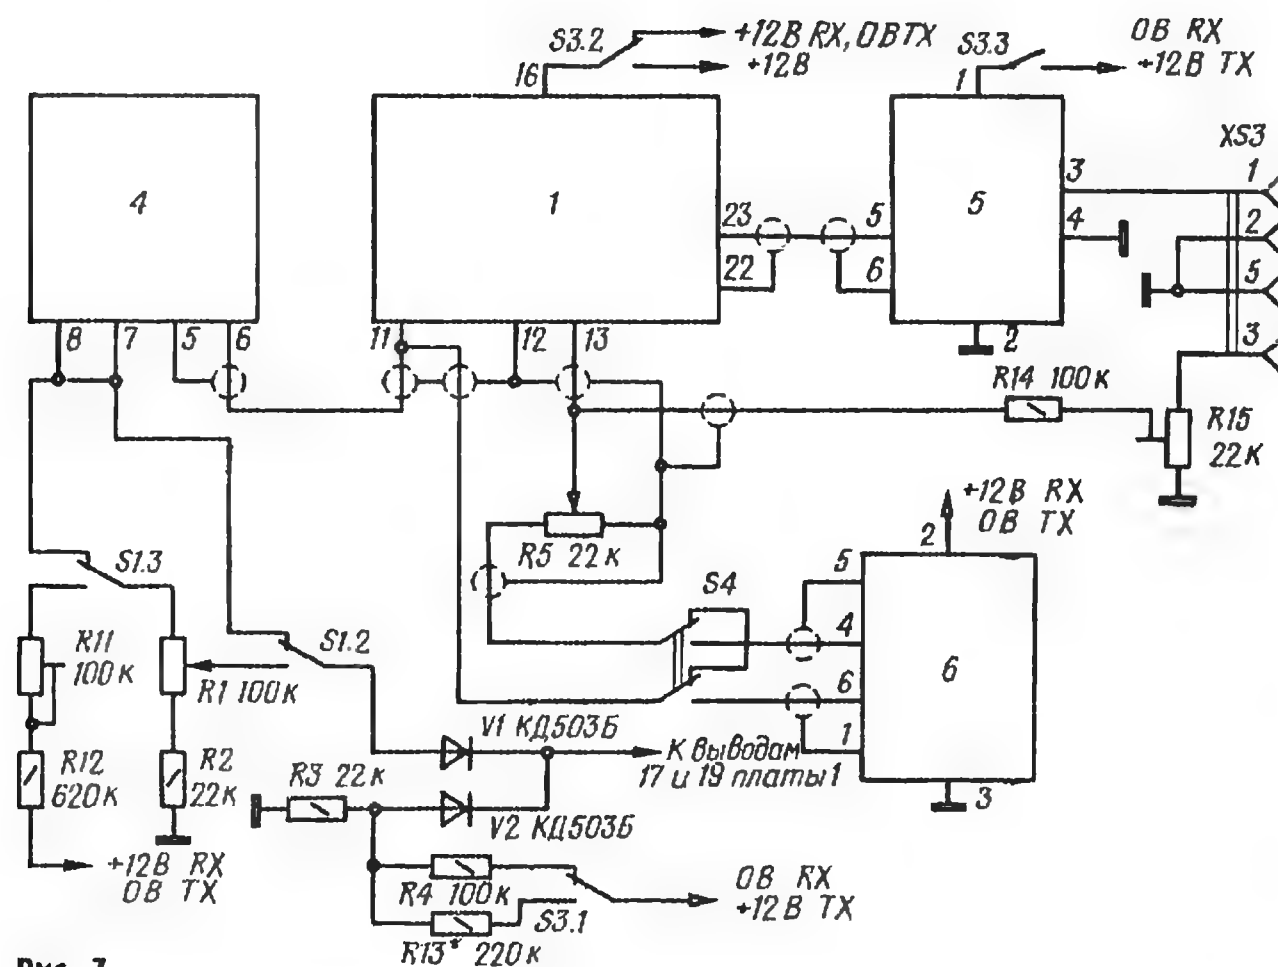 S3.2
+12В RX, 0В TX
+12В
16
S3.3
0В RX
+12В TX
1
XS3
4
1
5
3
1
4
2
5
3
23
22
5
6
2
8
7
5
6
11
12
13
R14 100к
R15
22к
+12В RX
0В TX
2
R5 22к
S1.3
S4
5
4
6
1
6
3
R11
100к
R1 100к
S1.2
V1 КД503Б
К выводам
17 и 19 платы 1
R12
620к
R2
22к
R3 22к
V2 КД503Б
+12В RX
0В TX
R4 100к
S3.1
0В RX
+12В TX
R13* 220к